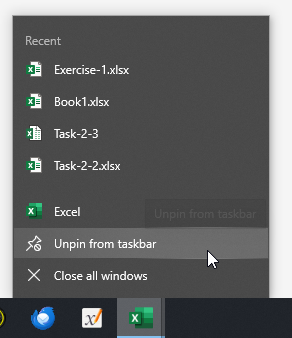 Recent
Exercise-1.xlsx
Book1.xlsx
Task-2-3
Task-2-2.xlsx
Excel
Unpin from taskbar
Unpin from taskbar
Close all windows